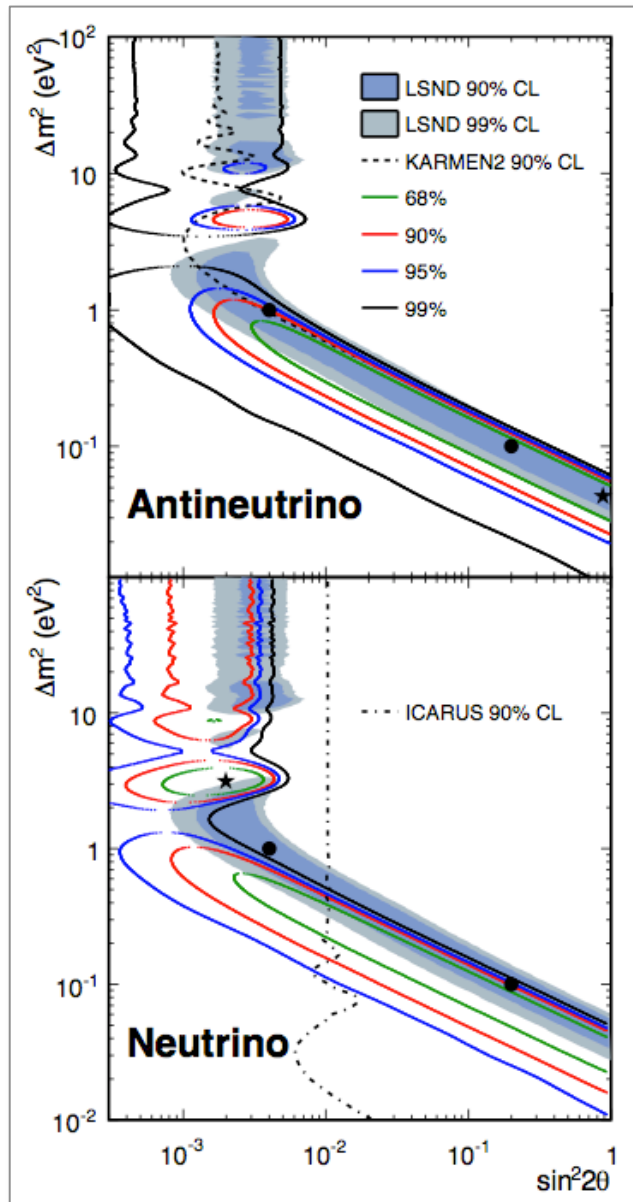 10²
Δm² (eV²)
LSND 90% CL
LSND 99% CL
KARMEN2 90% CL
68%
90%
95%
99%
10
1
10⁻¹
Antineutrino
Δm² (eV²)
ICARUS 90% CL
10
1
10⁻¹
Neutrino
10⁻²
10⁻³
10⁻²
10⁻¹
1
sin²2θ